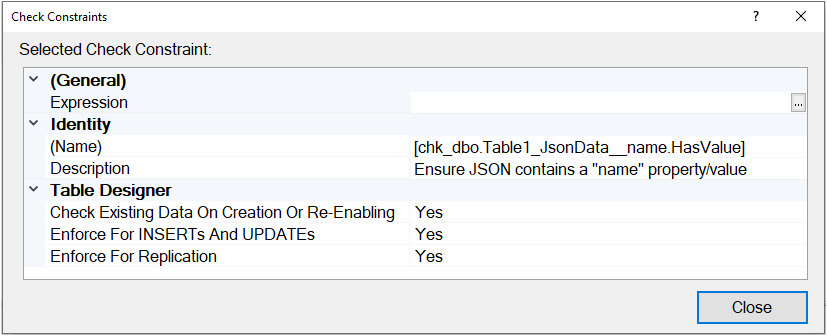 Check Constraints ?
Selected Check Constraint:
(General)
Expression ...
Identity
(Name) [chk_dbo.Table1_JsonData__name.HasValue]
Description Ensure JSON contains a "name" property/value
Table Designer
Check Existing Data On Creation Or Re-Enabling Yes
Enforce For INSERTs And UPDATEs Yes
Enforce For Replication Yes
Close